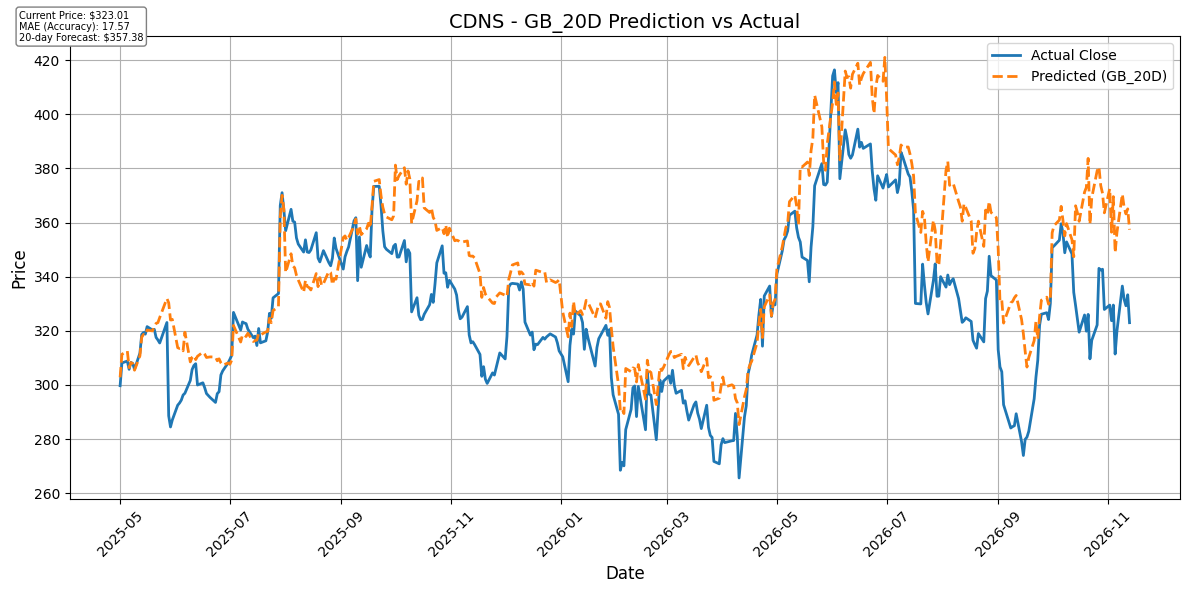 CDNS - GB_20D Prediction vs Actual
Current Price: $323.01
MAE (Accuracy): 17.57
20-day Forecast: $357.38
Actual Close
Predicted (GB_20D)
Price
420
400
380
360
340
320
300
280
260
2025-05
2025-07
2025-09
2025-11
2026-01
2026-03
2026-05
2026-07
2026-09
2026-11
Date